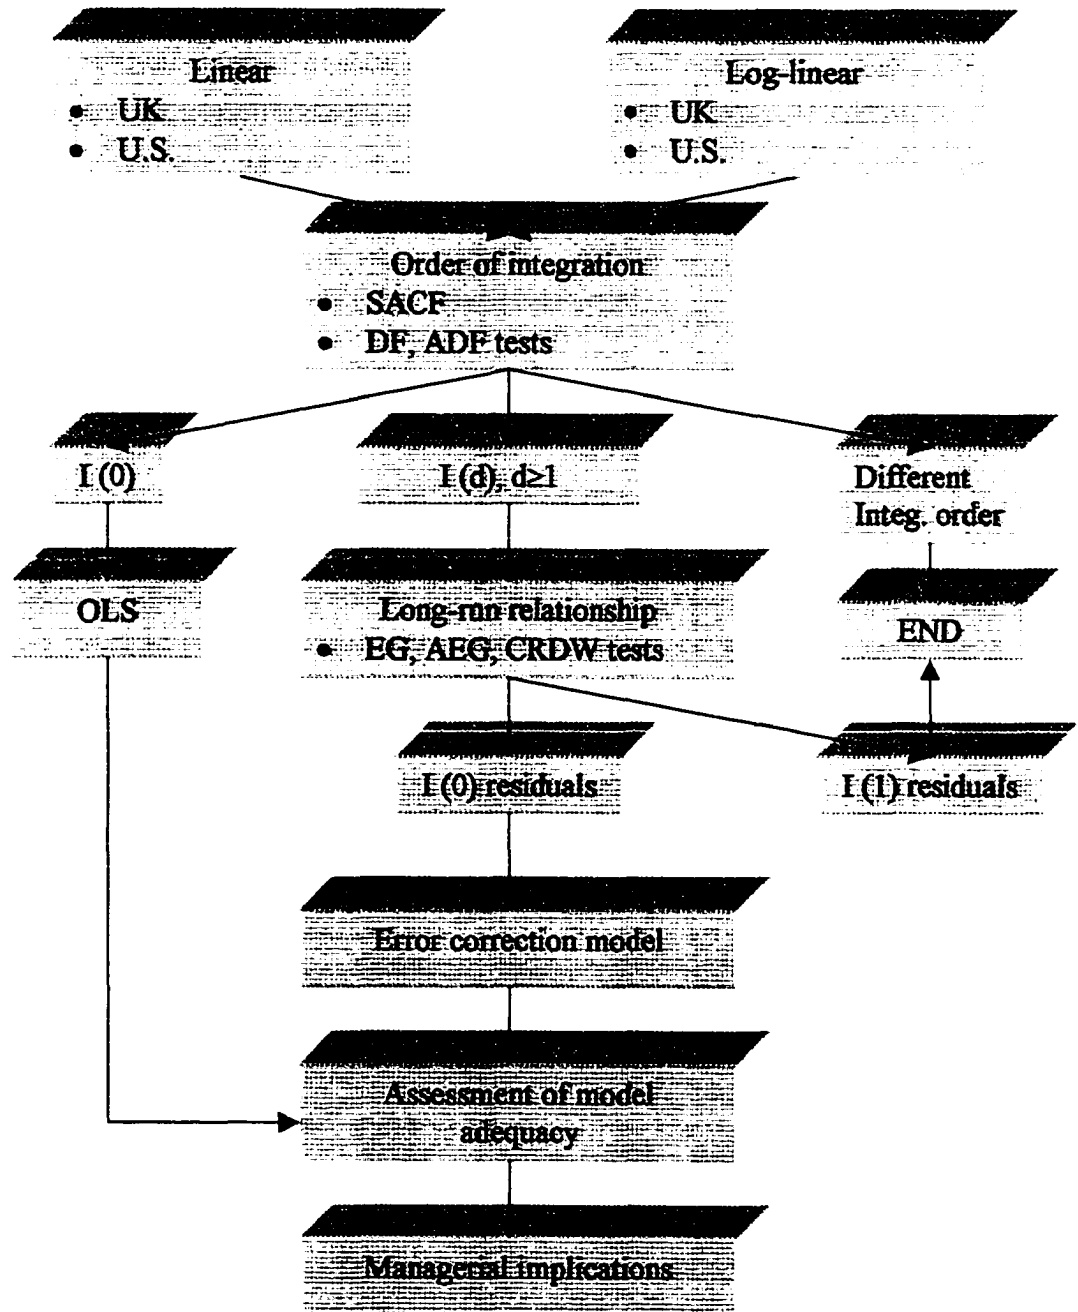 Linear
• UK
• U.S.
Log-linear
• UK
• U.S.
Order of integration
• SACF
• DF, ADF tests
I (0)
I (d), d≥1
Different
Integ. order
OLS
Long-run relationship
• EG, AEG, CRDW tests
END
I (0) residuals
I (1) residuals
Error correction model
Assessment of model
adequacy
Managerial implications